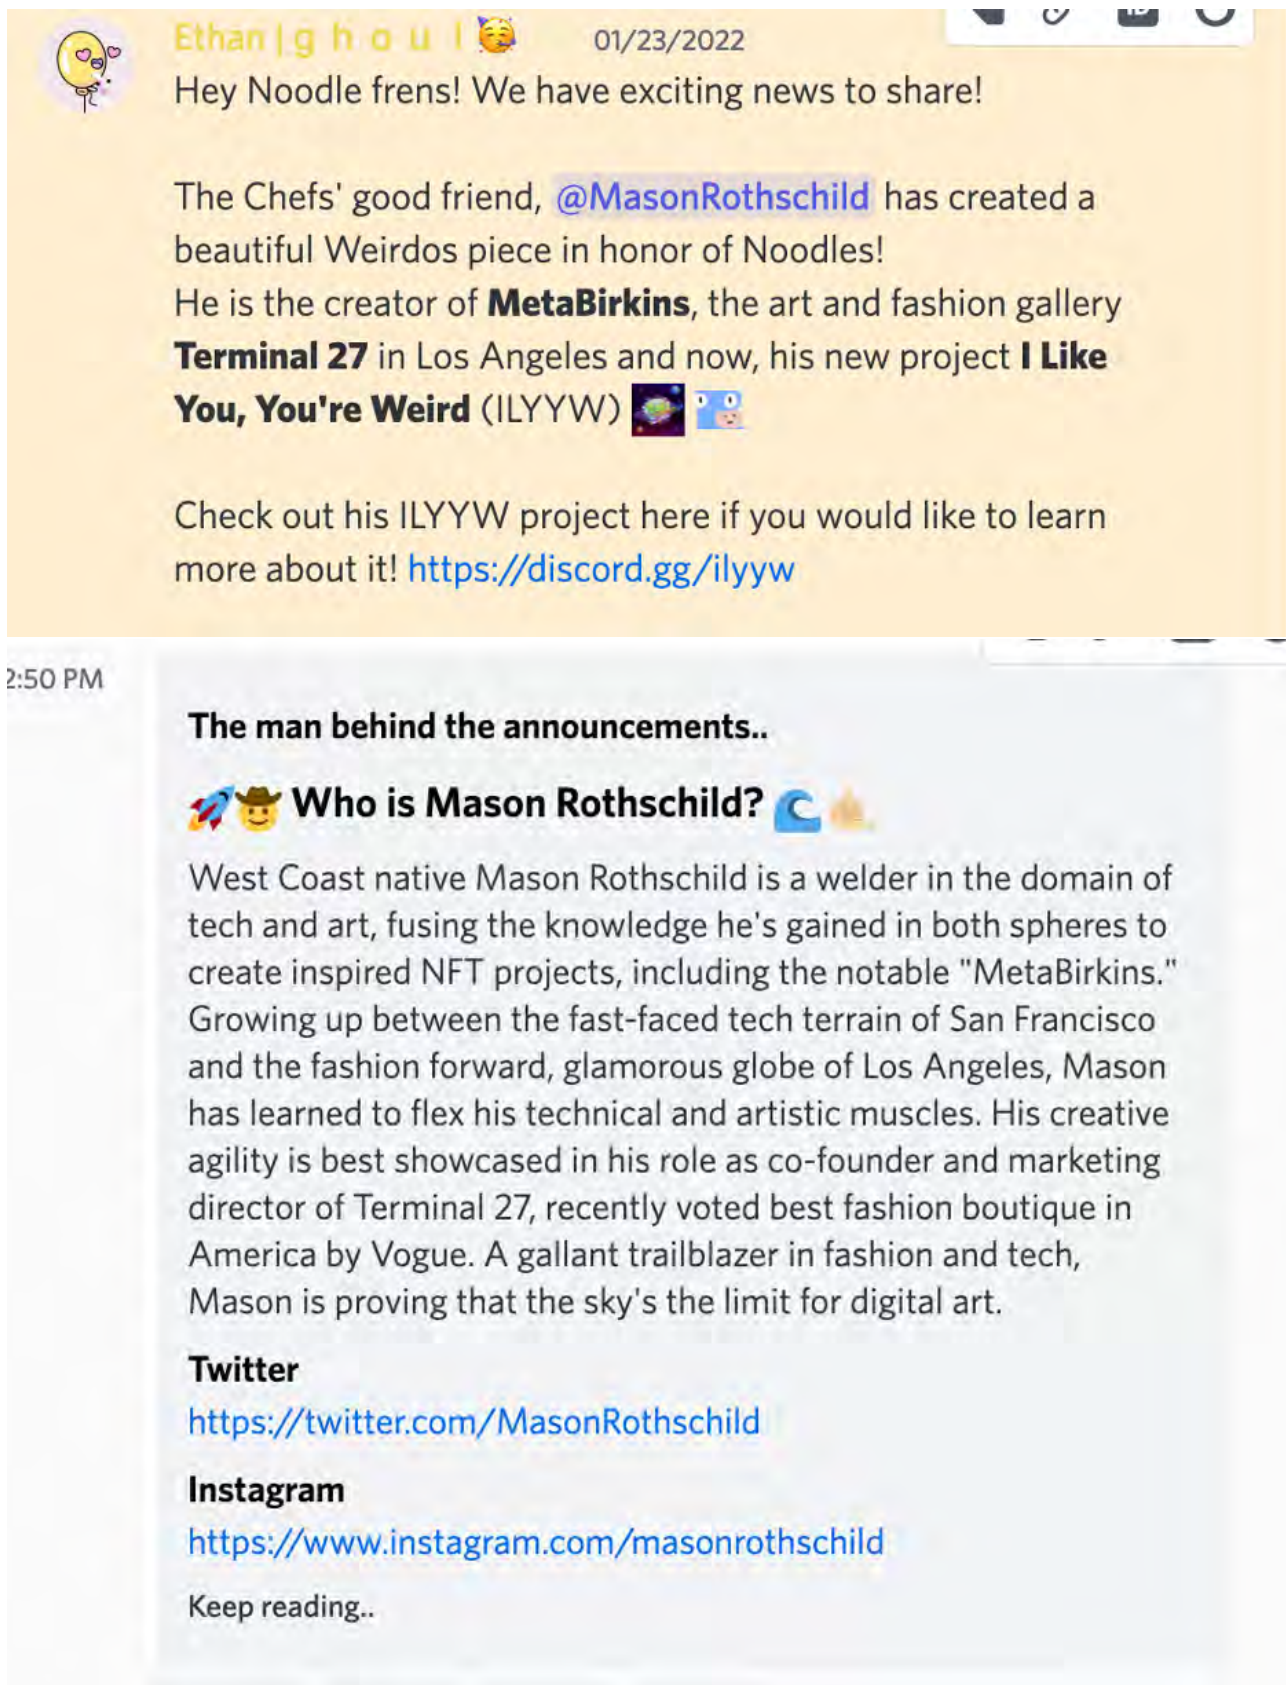 Ethan | g h o u l 🥳 01/23/2022
Hey Noodle frens! We have exciting news to share!
The Chefs' good friend, @MasonRothschild has created a
beautiful Weirdos piece in honor of Noodles!
He is the creator of MetaBirkins, the art and fashion gallery
Terminal 27 in Los Angeles and now, his new project I Like
You, You're Weird (ILYYW)
Check out his ILYYW project here if you would like to learn
more about it! https://discord.gg/ilyyw
2:50 PM
The man behind the announcements..
🚀🤠 Who is Mason Rothschild? 🌊🤙🏼
West Coast native Mason Rothschild is a welder in the domain of
tech and art, fusing the knowledge he's gained in both spheres to
create inspired NFT projects, including the notable "MetaBirkins."
Growing up between the fast-faced tech terrain of San Francisco
and the fashion forward, glamorous globe of Los Angeles, Mason
has learned to flex his technical and artistic muscles. His creative
agility is best showcased in his role as co-founder and marketing
director of Terminal 27, recently voted best fashion boutique in
America by Vogue. A gallant trailblazer in fashion and tech,
Mason is proving that the sky's the limit for digital art.
Twitter
https://twitter.com/MasonRothschild
Instagram
https://www.instagram.com/masonrothschild
Keep reading..